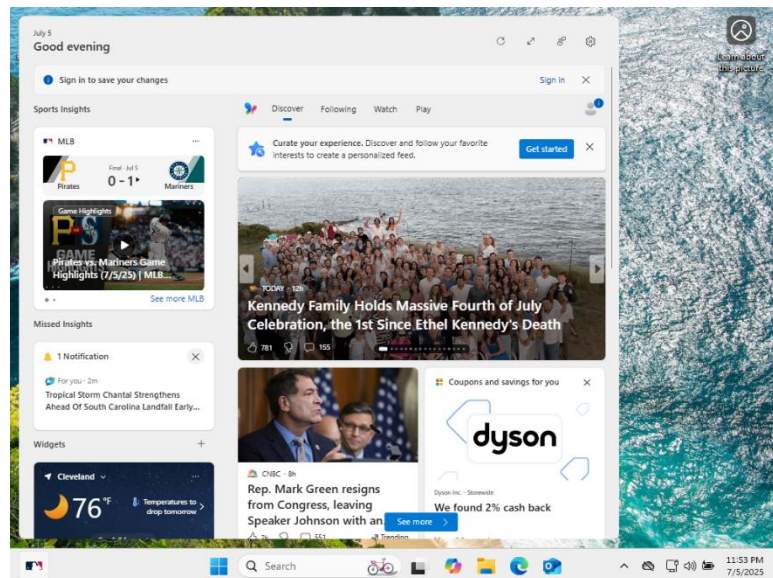 July 5
Good evening
Sign in to save your changes
Sign in
Sports Insights
Discover
Following
Watch
Play
MLB
Final · Jul 5
0 - 1
Pirates
Mariners
Game Highlights
GAME
Pirates vs. Mariners Game
Highlights (7/5/25) | MLB...
See more MLB
Missed Insights
1 Notification
For you · 2m
Tropical Storm Chantal Strengthens
Ahead Of South Carolina Landfall Early...
Widgets
Cleveland
76°F
Temperatures to
drop tomorrow
Curate your experience. Discover and follow your favorite
interests to create a personalized feed.
Get started
TODAY · 12h
Kennedy Family Holds Massive Fourth of July
Celebration, the 1st Since Ethel Kennedy's Death
781
155
CNBC · 8h
Rep. Mark Green resigns
from Congress, leaving
Speaker Johnson with an
2k
551
Trending
Coupons and savings for you
dyson
Dyson Inc. · Storewide
We found 2% cash back
See more
Learn about
this picture
Search
11:53 PM
7/5/2025